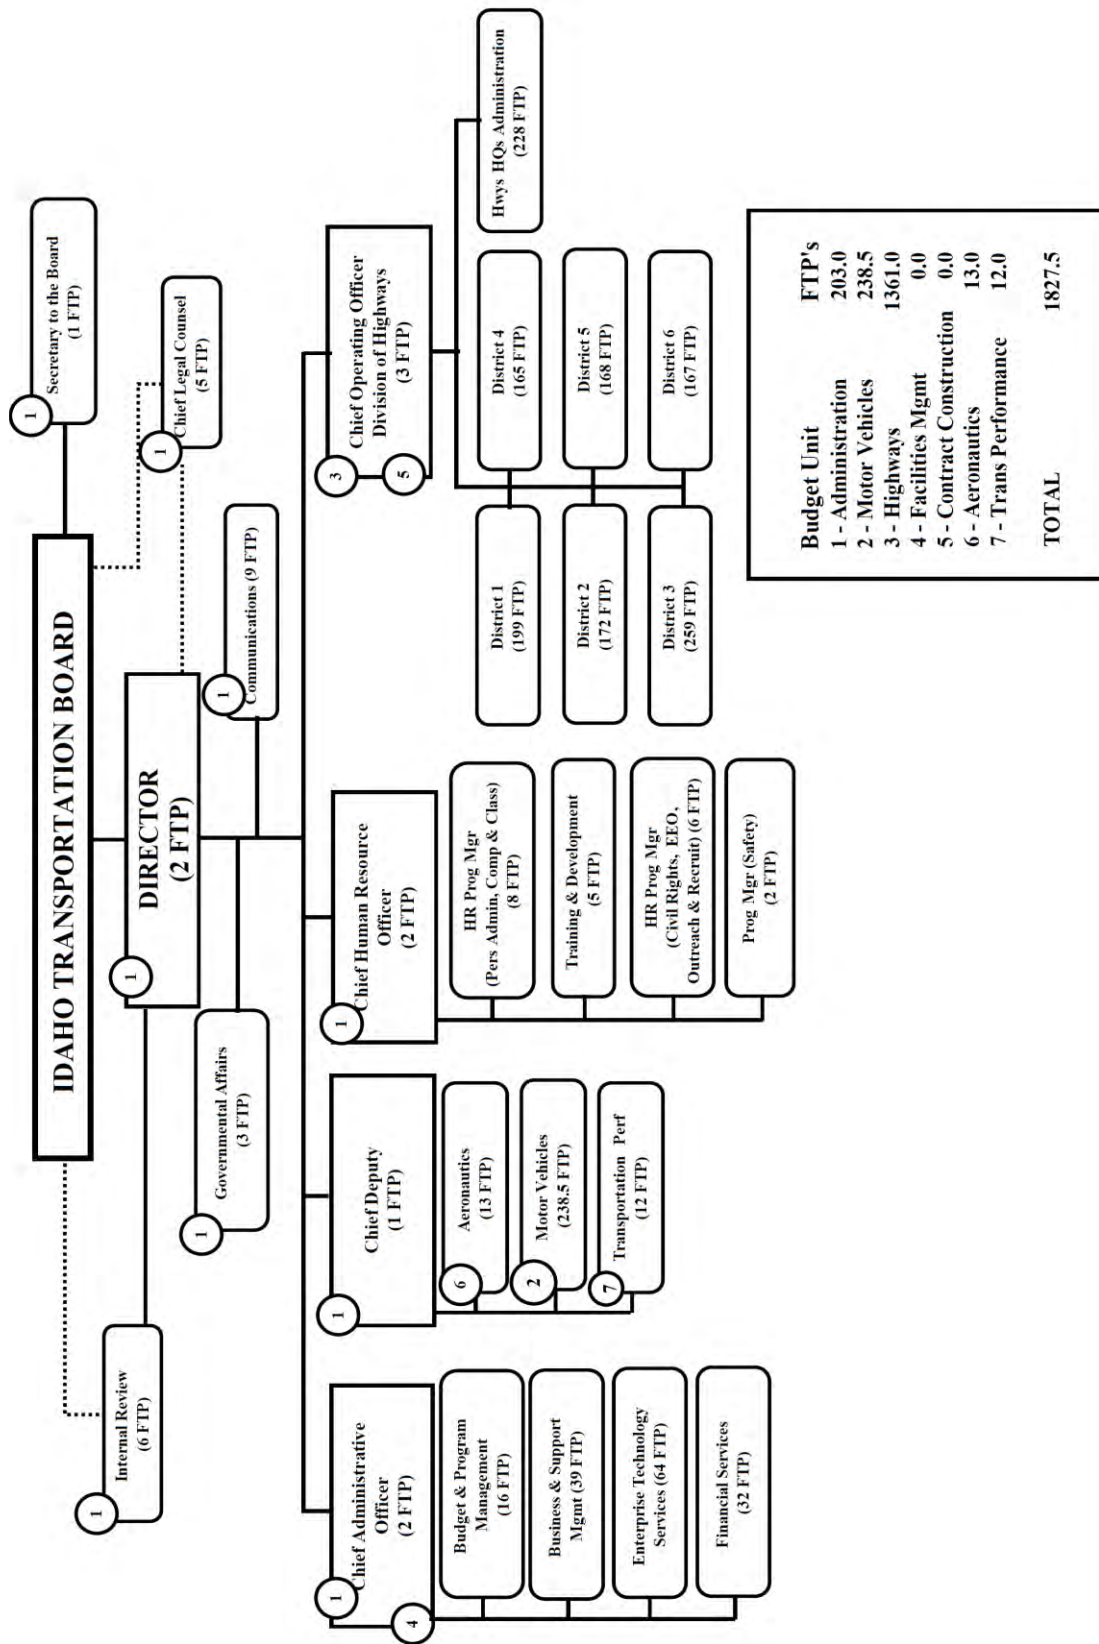 IDAHO TRANSPORTATION BOARD
1
Secretary to the Board
(1 FTP)
1
Internal Review
(6 FTP)
1
DIRECTOR
(2 FTP)
1
Chief Legal Counsel
(5 FTP)
1
Governmental Affairs
(3 FTP)
1
Communications (9 FTP)
1
4
Chief Administrative
Officer
(2 FTP)
Budget & Program
Management
(16 FTP)
Business & Support
Mgmt (39 FTP)
Enterprise Technology
Services (64 FTP)
Financial Services
(32 FTP)
1
Chief Deputy
(1 FTP)
6
Aeronautics
(13 FTP)
2
Motor Vehicles
(238.5 FTP)
7
Transportation Perf
(12 FTP)
1
Chief Human Resource
Officer
(2 FTP)
HR Prog Mgr
(Pers Admin, Comp & Class)
(8 FTP)
Training & Development
(5 FTP)
HR Prog Mgr
(Civil Rights, EEO,
Outreach & Recruit) (6 FTP)
Prog Mgr (Safety)
(2 FTP)
3
5
Chief Operating Officer
Division of Highways
(3 FTP)
District 1
(199 FTP)
District 4
(165 FTP)
Hwys HQs Administration
(228 FTP)
District 2
(172 FTP)
District 5
(168 FTP)
District 3
(259 FTP)
District 6
(167 FTP)
Budget Unit FTP's
1 - Administration 203.0
2 - Motor Vehicles 238.5
3 - Highways 1361.0
4 - Facilities Mgmt 0.0
5 - Contract Construction 0.0
6 - Aeronautics 13.0
7 - Trans Performance 12.0
TOTAL 1827.5